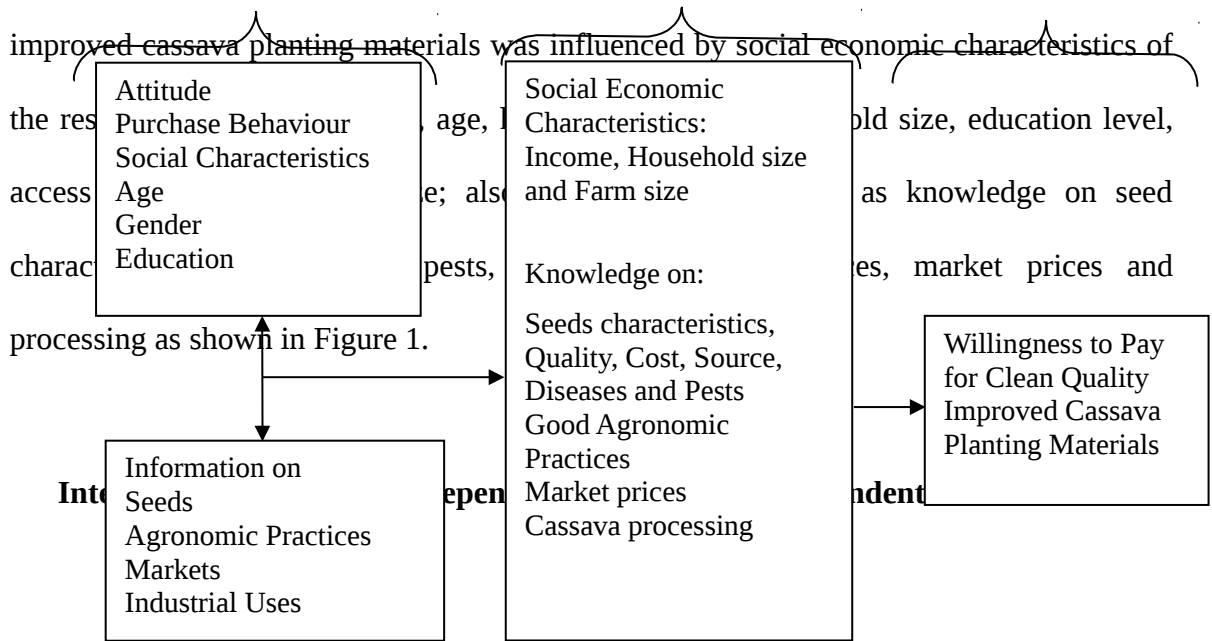 improved cassava planting materials was influenced by social economic characteristics of
the res , age, old size, education level,
access ; also as knowledge on seed
charac pests, market prices and
processing as shown in Figure 1.
Attitude
Purchase Behaviour
Social Characteristics
Age
Gender
Education
Information on
Seeds
Agronomic Practices
Markets
Industrial Uses
Social Economic
Characteristics:
Income, Household size
and Farm size
Knowledge on:
Seeds characteristics,
Quality, Cost, Source,
Diseases and Pests
Good Agronomic
Practices
Market prices
Cassava processing
Willingness to Pay
for Clean Quality
Improved Cassava
Planting Materials
Inte epen ndent